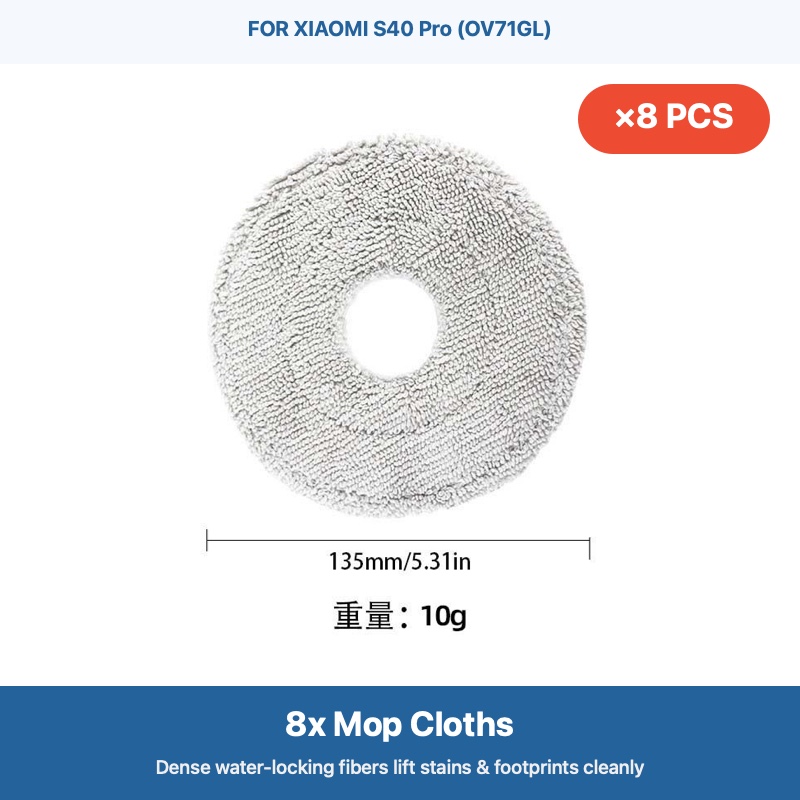 FOR XIAOMI S40 Pro (OV71GL)
×8 PCS
135mm/5.31in
重量：10g
8x Mop Cloths
Dense water-locking fibers lift stains & footprints cleanly